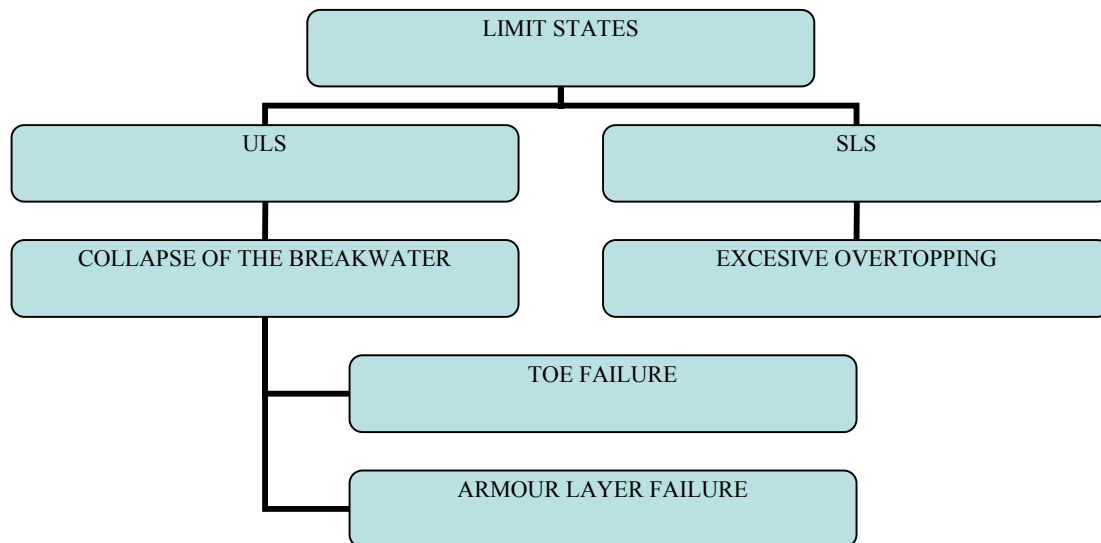 LIMIT STATES
ULS
SLS
COLLAPSE OF THE BREAKWATER
EXCESIVE OVERTOPPING
TOE FAILURE
ARMOUR LAYER FAILURE